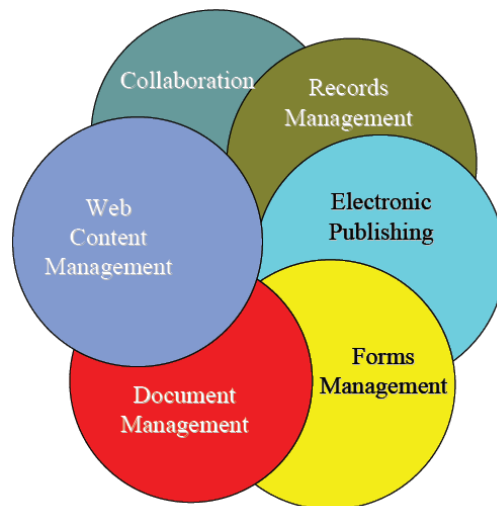 Collaboration
Records
Management
Web
Content
Management
Electronic
Publishing
Forms
Management
Document
Management